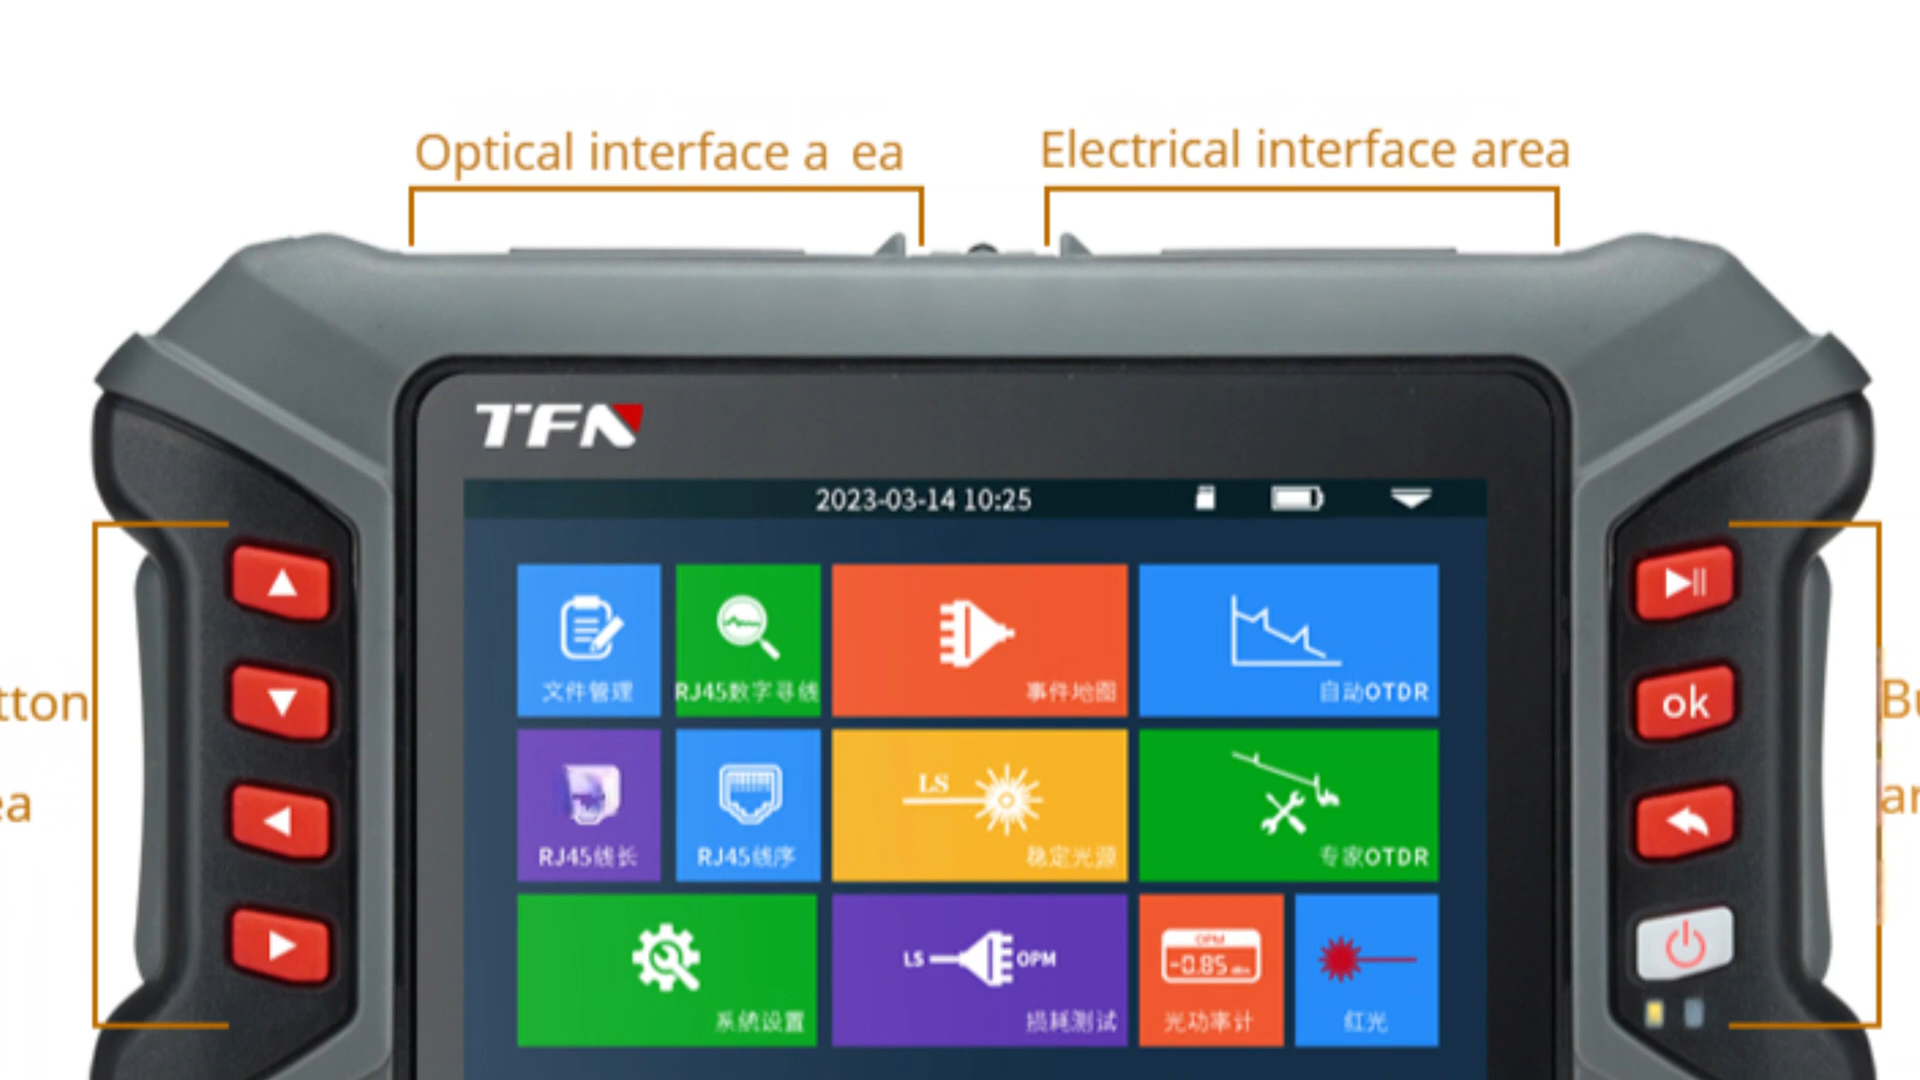 Optical interface a ea
Electrical interface area
TFN
2023-03-14 10:25
文件管理
RJ45数字寻线
事件地图
自动OTDR
tton
ea
ok
Bu
ar
LS
RJ45线长
RJ45线序
稳定光源
专家OTDR
LS
OPM
OPM
-0.85
系统设置
损耗测试
光功率计
红光